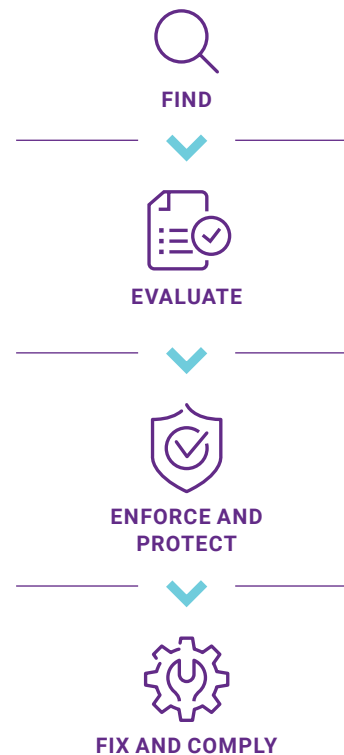 FIND
EVALUATE
ENFORCE AND
PROTECT
FIX AND COMPLY